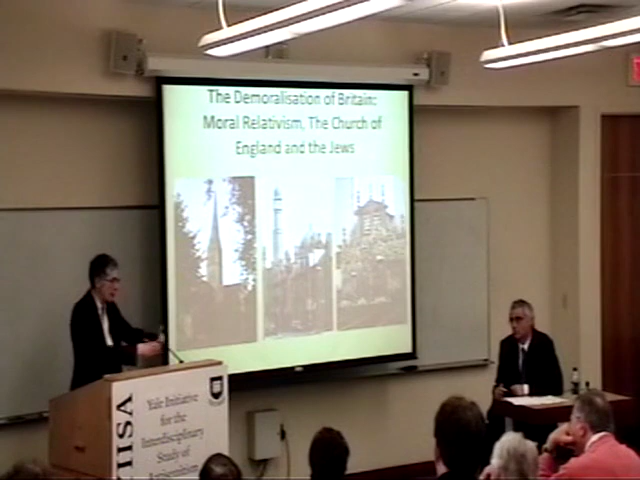 The Demoralisation of Britain:
Moral Relativism, The Church of
England and the Jews
YIISA
Yale Initiative
for the
Interdisciplinary
Study of
Antisemitism